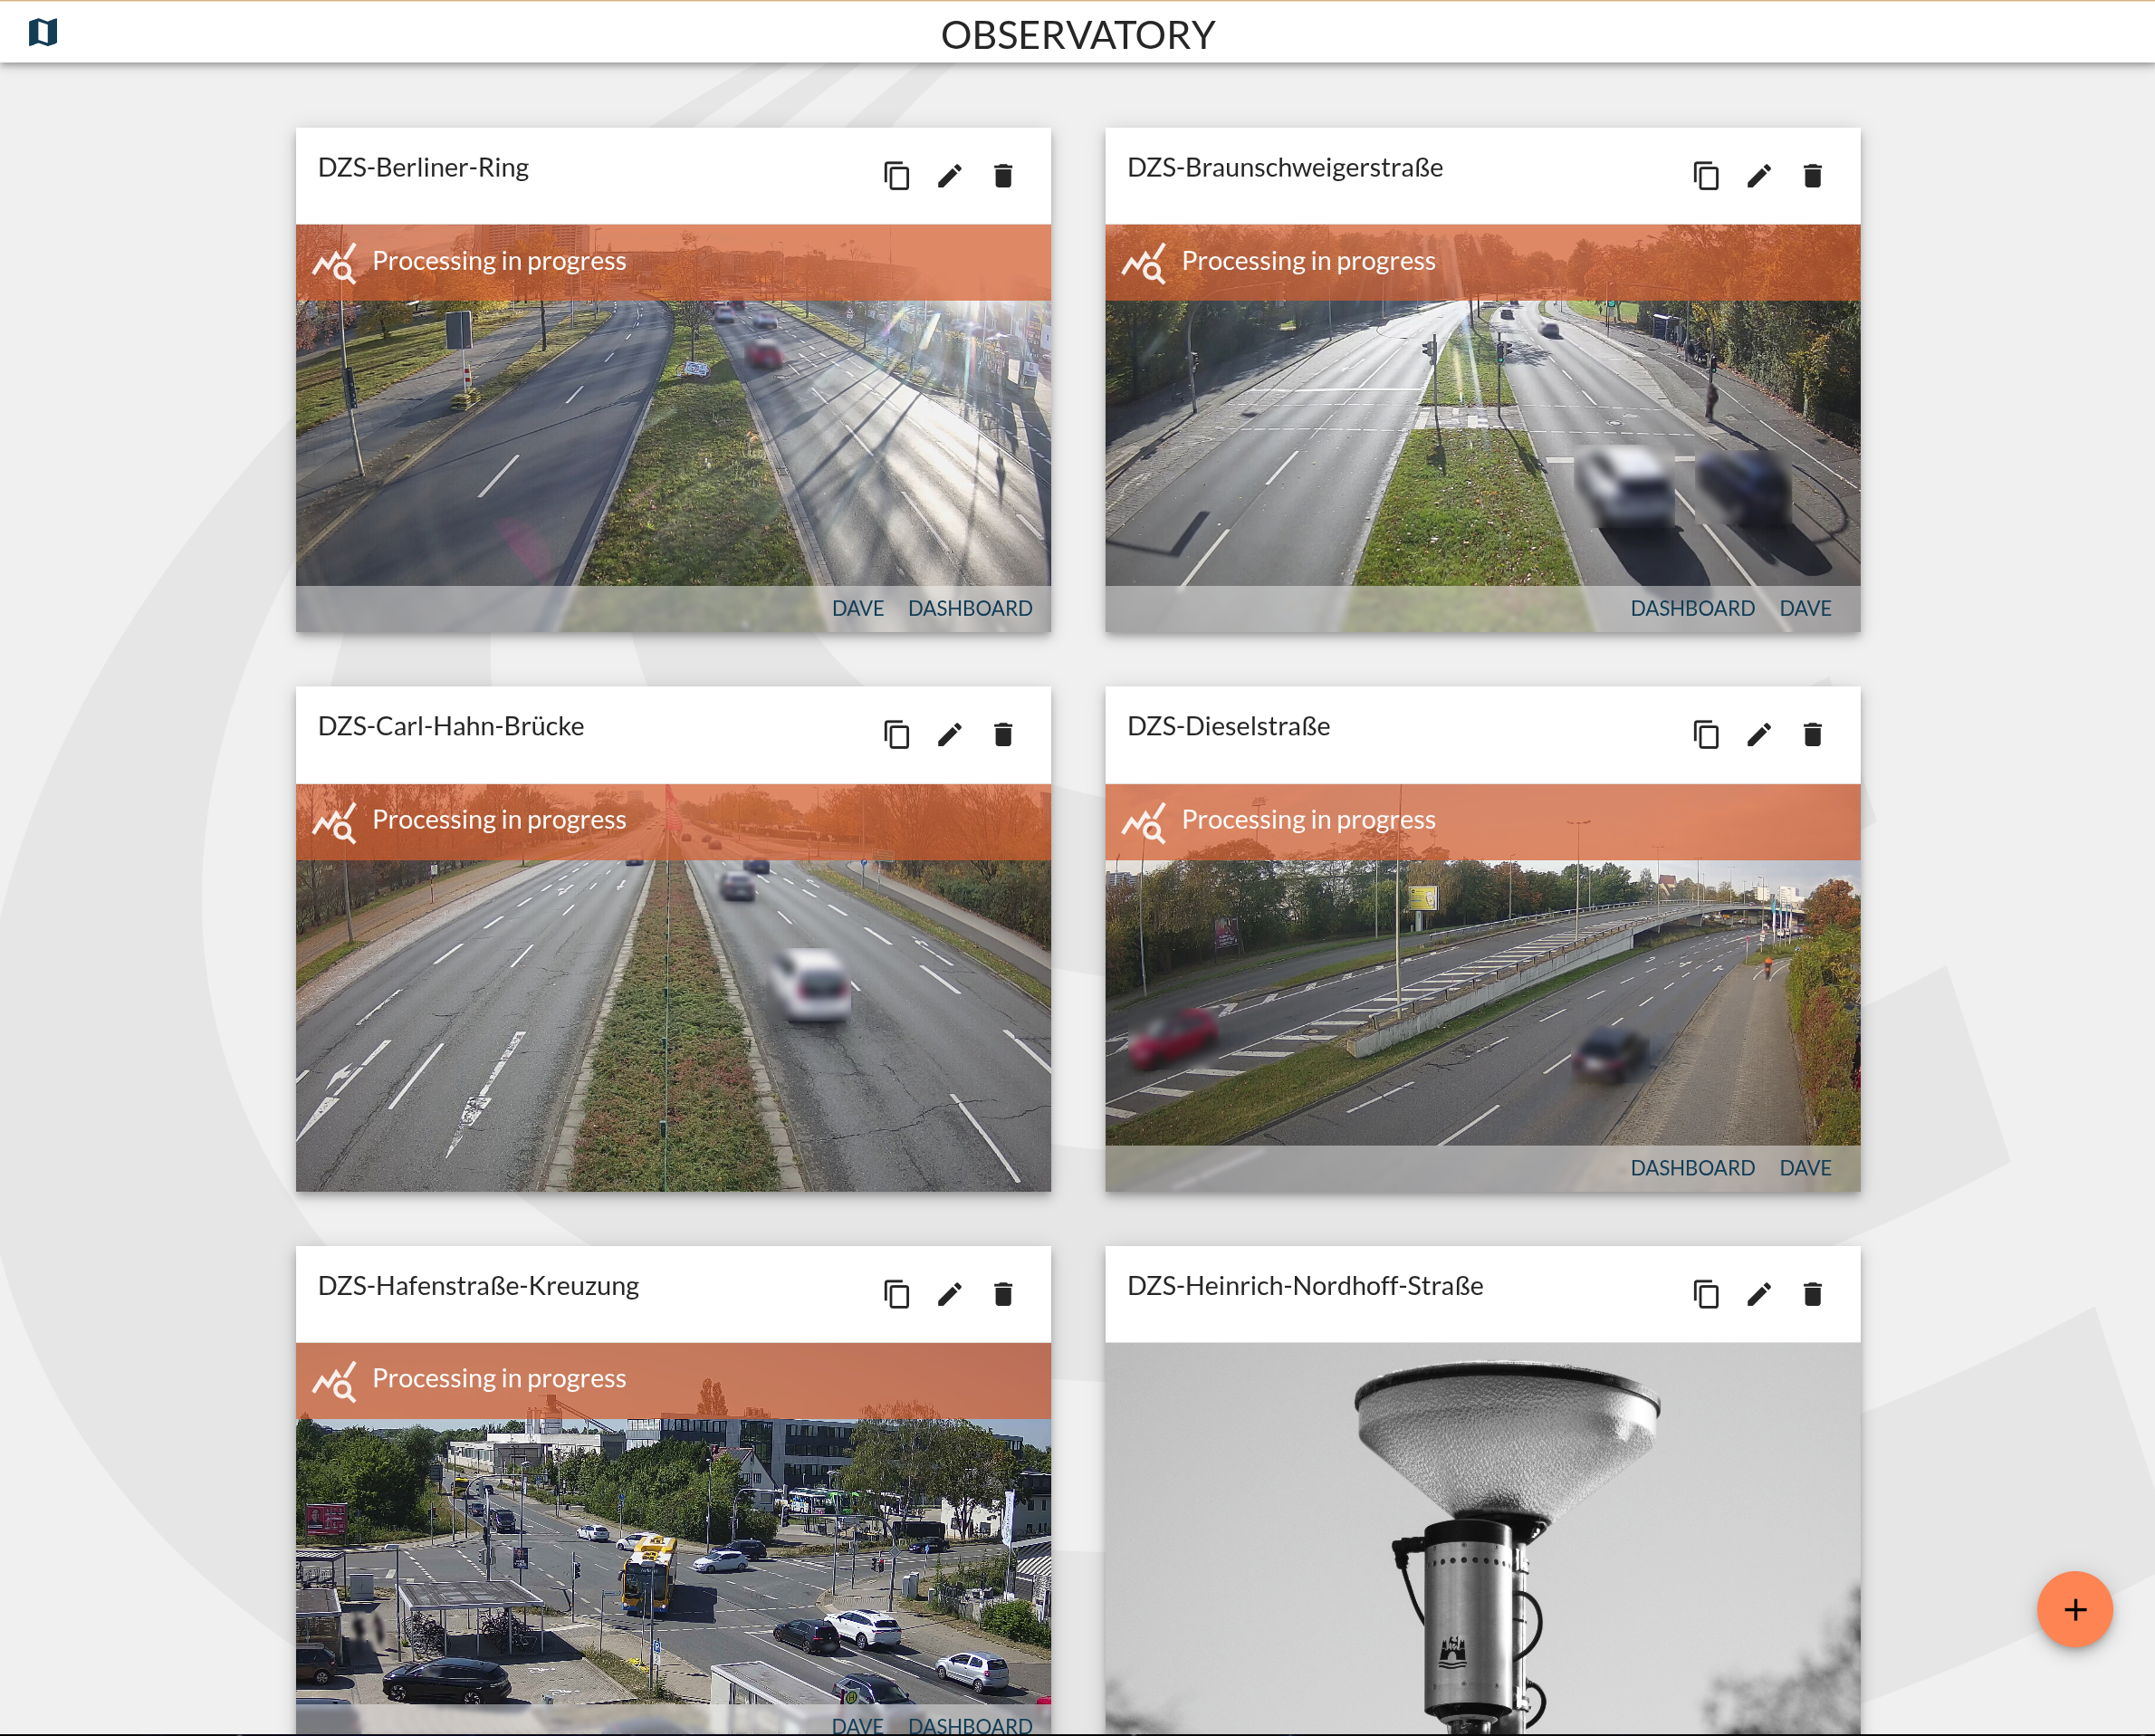 OBSERVATORY
DZS-Berliner-Ring
Processing in progress
DAVE DASHBOARD
DZS-Braunschweigerstraße
Processing in progress
DASHBOARD DAVE
DZS-Carl-Hahn-Brücke
Processing in progress
DZS-Dieselstraße
Processing in progress
DASHBOARD DAVE
DZS-Hafenstraße-Kreuzung
Processing in progress
DAVE DASHBOARD
DZS-Heinrich-Nordhoff-Straße